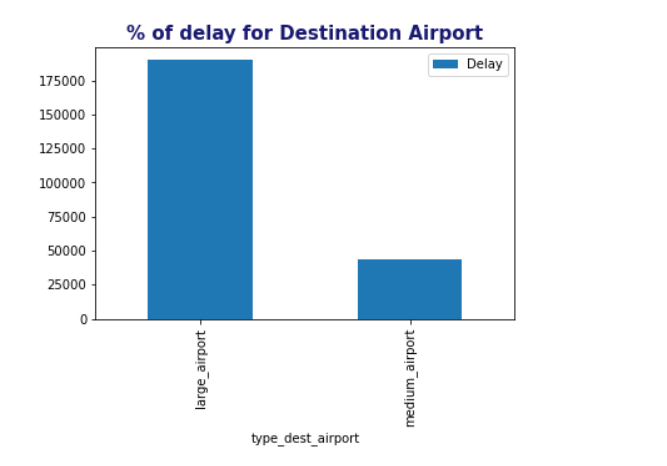 % of delay for Destination Airport
Delay
175000
150000
125000
100000
75000
50000
25000
0
large_airport
medium_airport
type_dest_airport